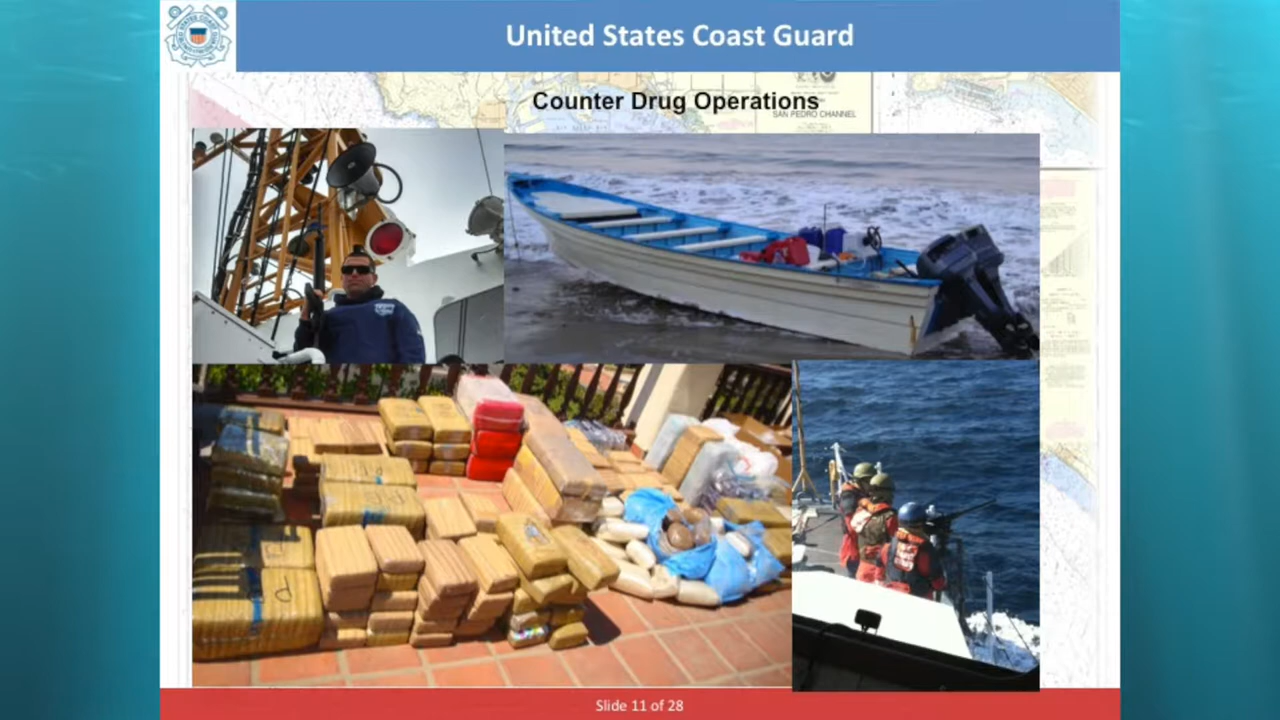 United States Coast Guard
Counter Drug Operations
SAN PEDRO CHANNEL
Slide 11 of 28